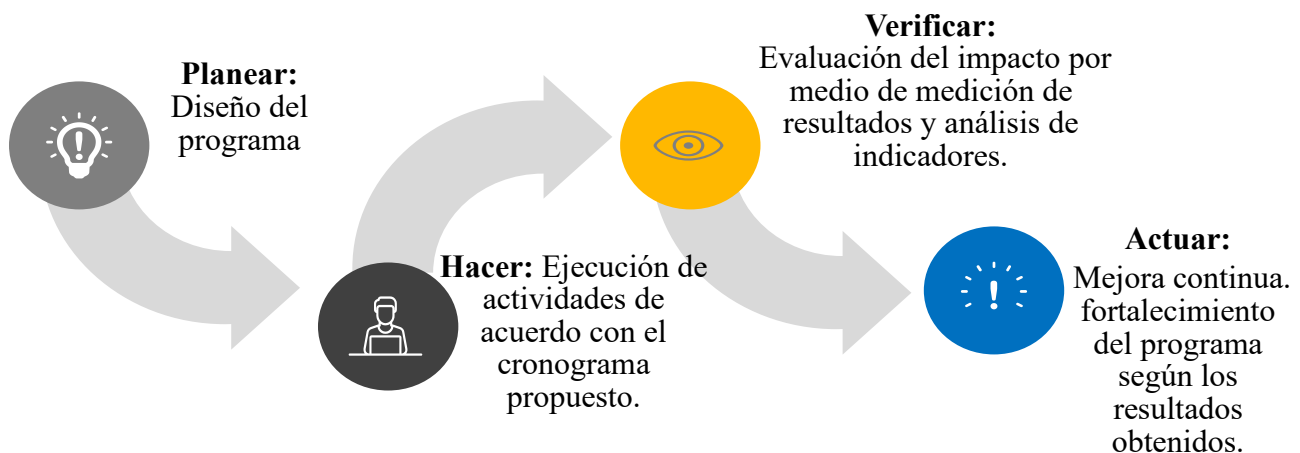 Planear:
Diseño del
programa
Hacer: Ejecución de
actividades de
acuerdo con el
cronograma
propuesto.
Verificar:
Evaluación del impacto por
medio de medición de
resultados y análisis de
indicadores.
Actuar:
Mejora continua.
fortalecimiento
del programa
según los
resultados
obtenidos.